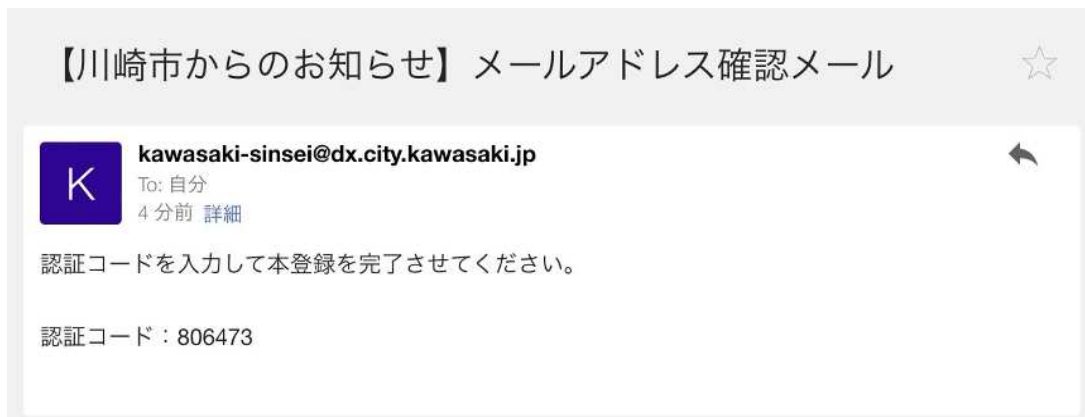 【川崎市からのお知らせ】メールアドレス確認メール
K
kawasaki-sinsei@dx.city.kawasaki.jp
To: 自分
4 分前 詳細
認証コードを入力して本登録を完了させてください。
認証コード：806473